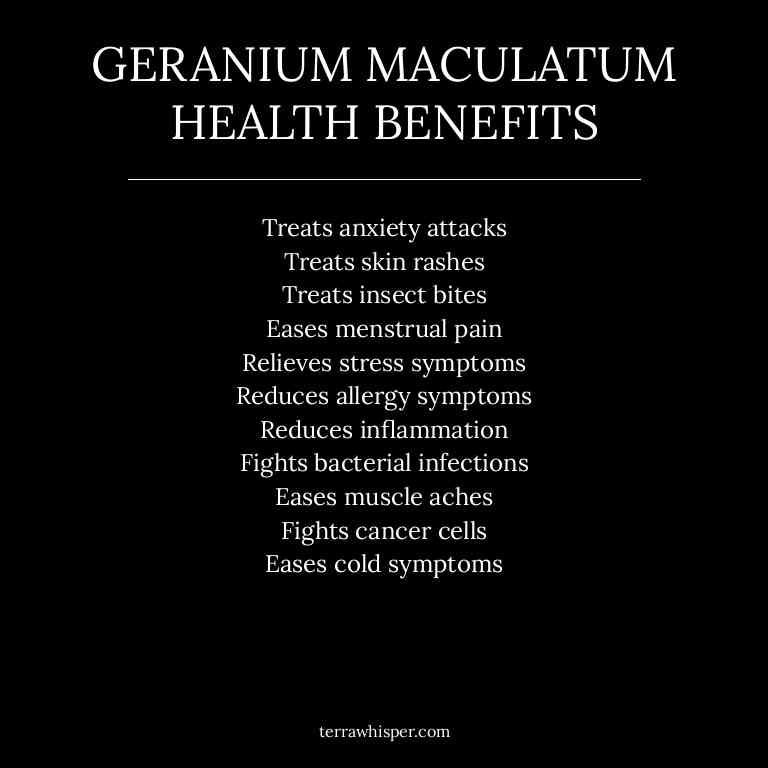 GERANIUM MACULATUM
HEALTH BENEFITS
Treats anxiety attacks
Treats skin rashes
Treats insect bites
Eases menstrual pain
Relieves stress symptoms
Reduces allergy symptoms
Reduces inflammation
Fights bacterial infections
Eases muscle aches
Fights cancer cells
Eases cold symptoms
terrawhisper.com